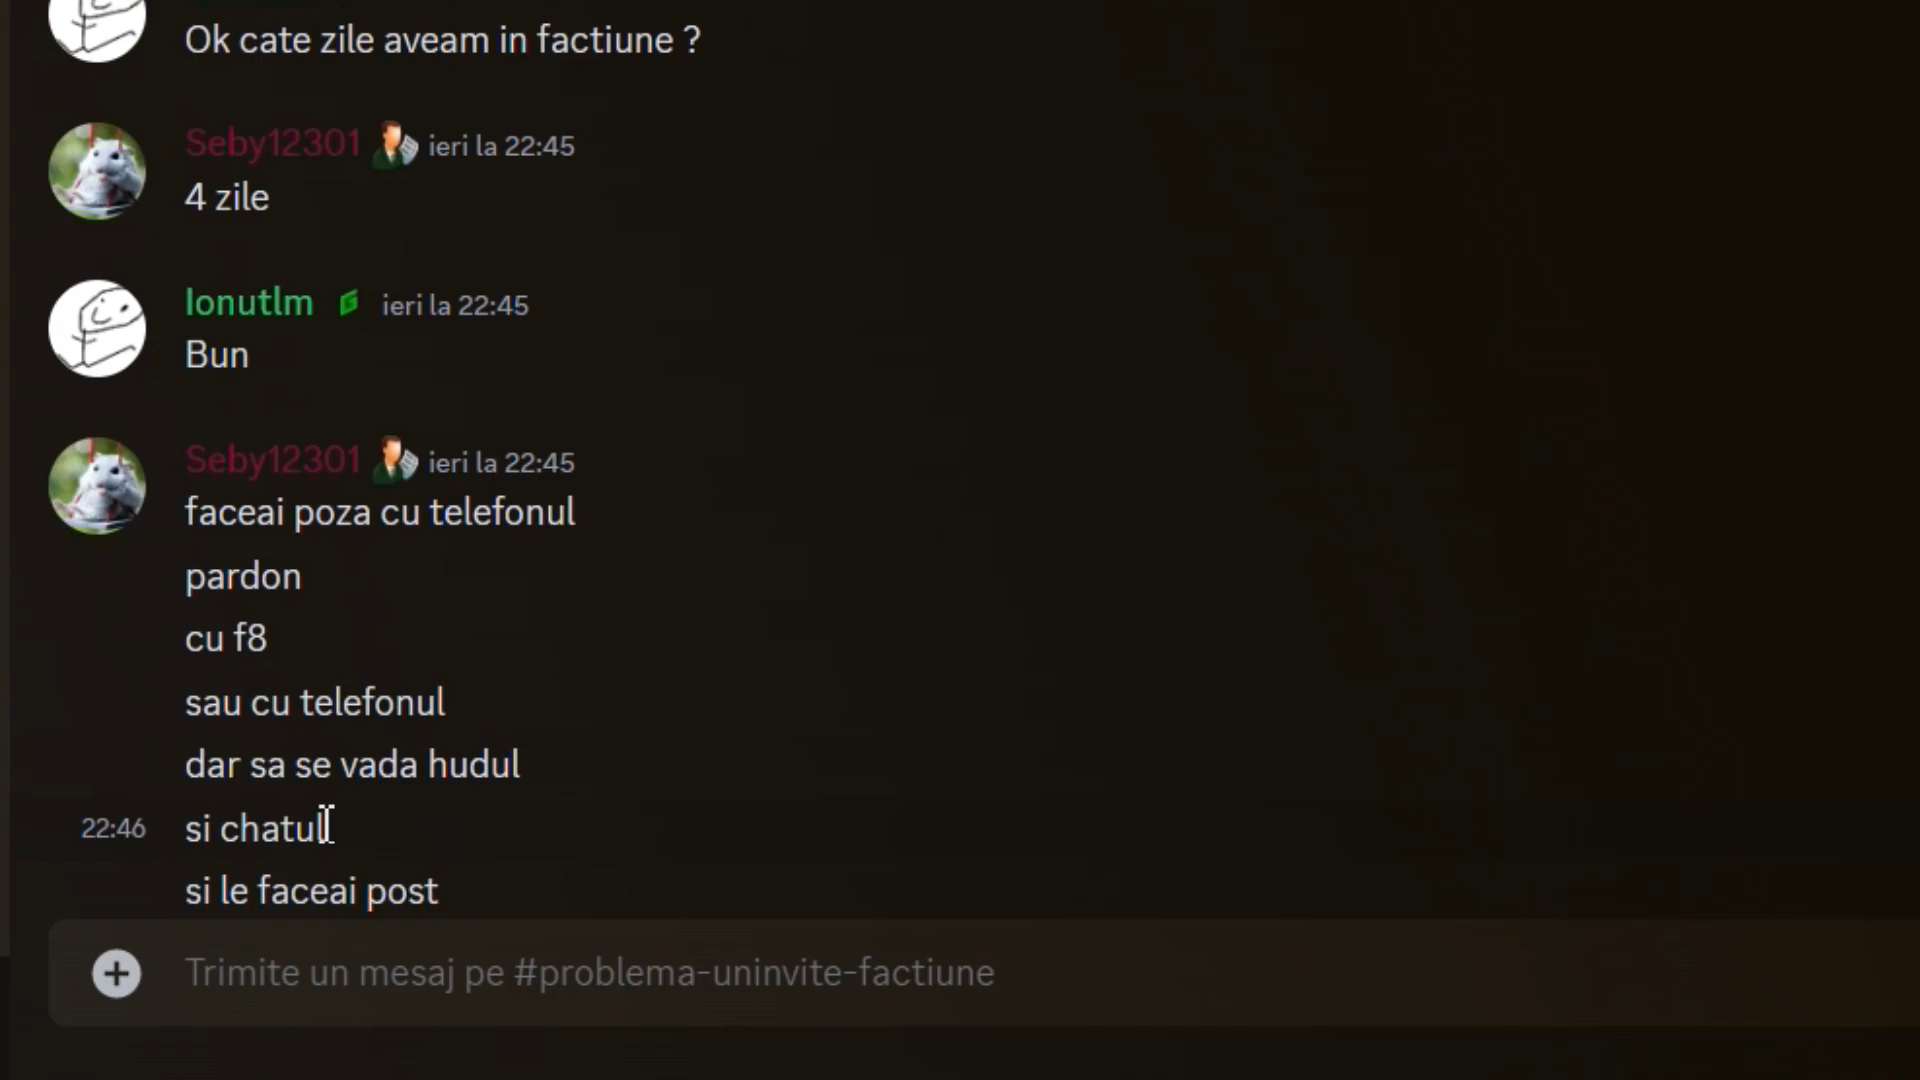 Ok cate zile aveam in factiune ?
Seby12301 ieri la 22:45
4 zile
Ionutlm ieri la 22:45
Bun
Seby12301 ieri la 22:45
faceai poza cu telefonul
pardon
cu f8
sau cu telefonul
dar sa se vada hudul
22:46 si chatul
si le faceai post
Trimite un mesaj pe #problema-uninvite-factiune